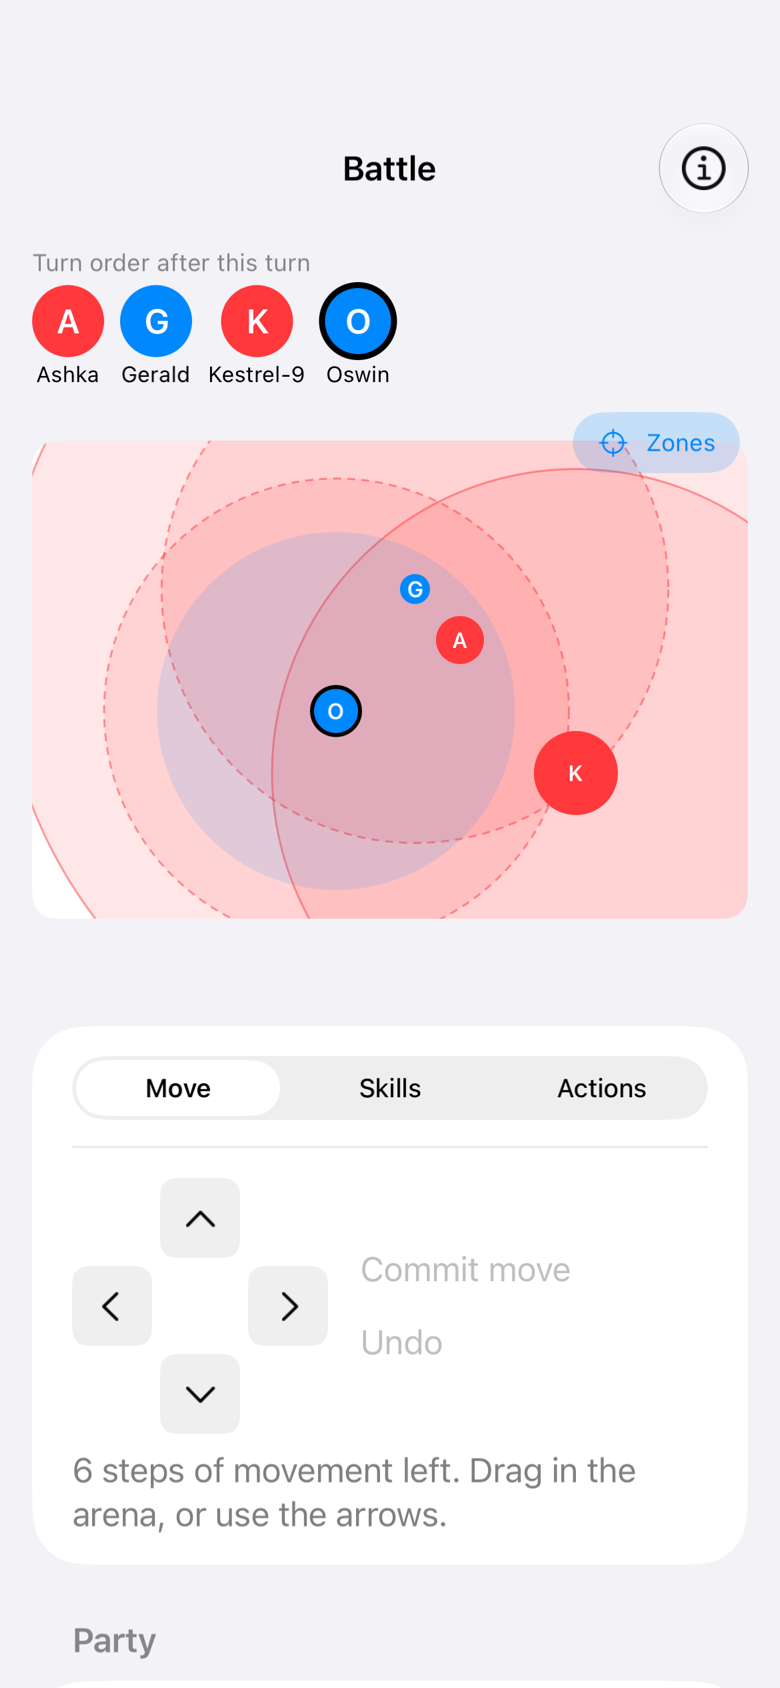 Battle
Turn order after this turn
A G K O
Ashka Gerald Kestrel-9 Oswin
Zones
G
A
O
K
Move Skills Actions
Commit move
Undo
6 steps of movement left. Drag in the
arena, or use the arrows.
Party